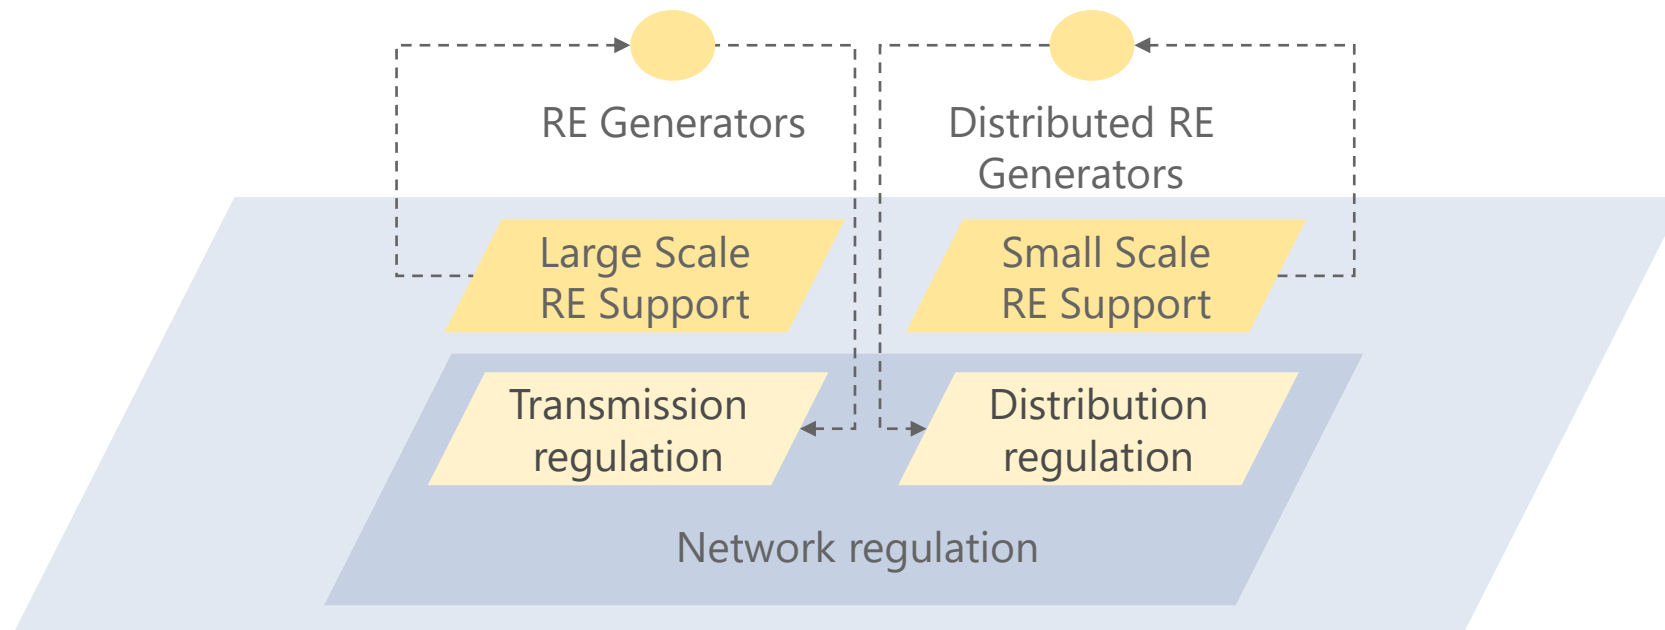 RE Generators
Distributed RE
Generators
Large Scale
RE Support
Small Scale
RE Support
Transmission
regulation
Distribution
regulation
Network regulation